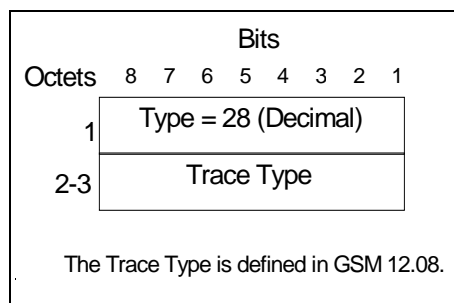 Bits
Octets 8 7 6 5 4 3 2 1
1 Type = 28 (Decimal)
2-3 Trace Type
The Trace Type is defined in GSM 12.08.
.